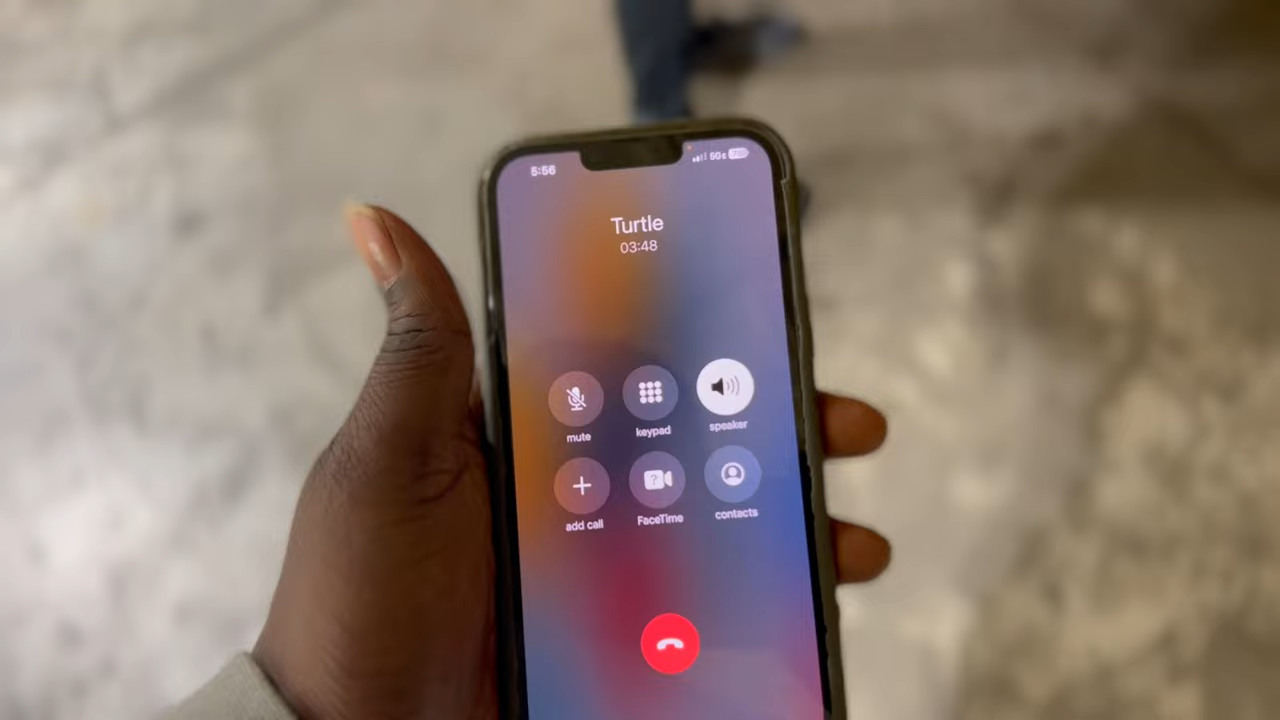 5:56
5G
Turtle
03:48
mute keypad speaker
add call FaceTime contacts